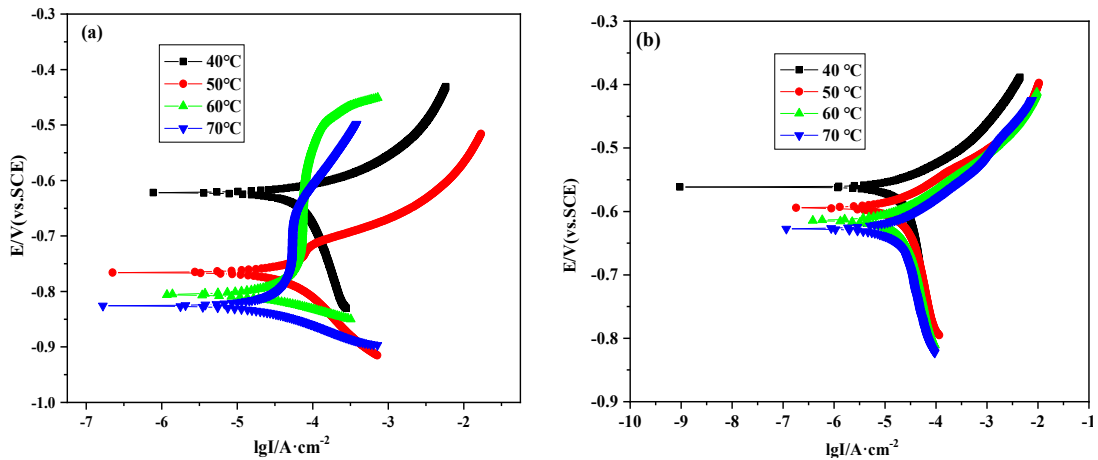 (a)
40°C
50°C
60°C
70°C
-0.3
-0.4
-0.5
-0.6
-0.7
-0.8
-0.9
-1.0
E/V(vs.SCE)
-7 -6 -5 -4 -3 -2
lgI/A·cm-2
(b)
40 °C
50 °C
60 °C
70 °C
-0.3
-0.4
-0.5
-0.6
-0.7
-0.8
-0.9
E/V(vs.SCE)
-10 -9 -8 -7 -6 -5 -4 -3 -2 -1
lgI/A·cm-2